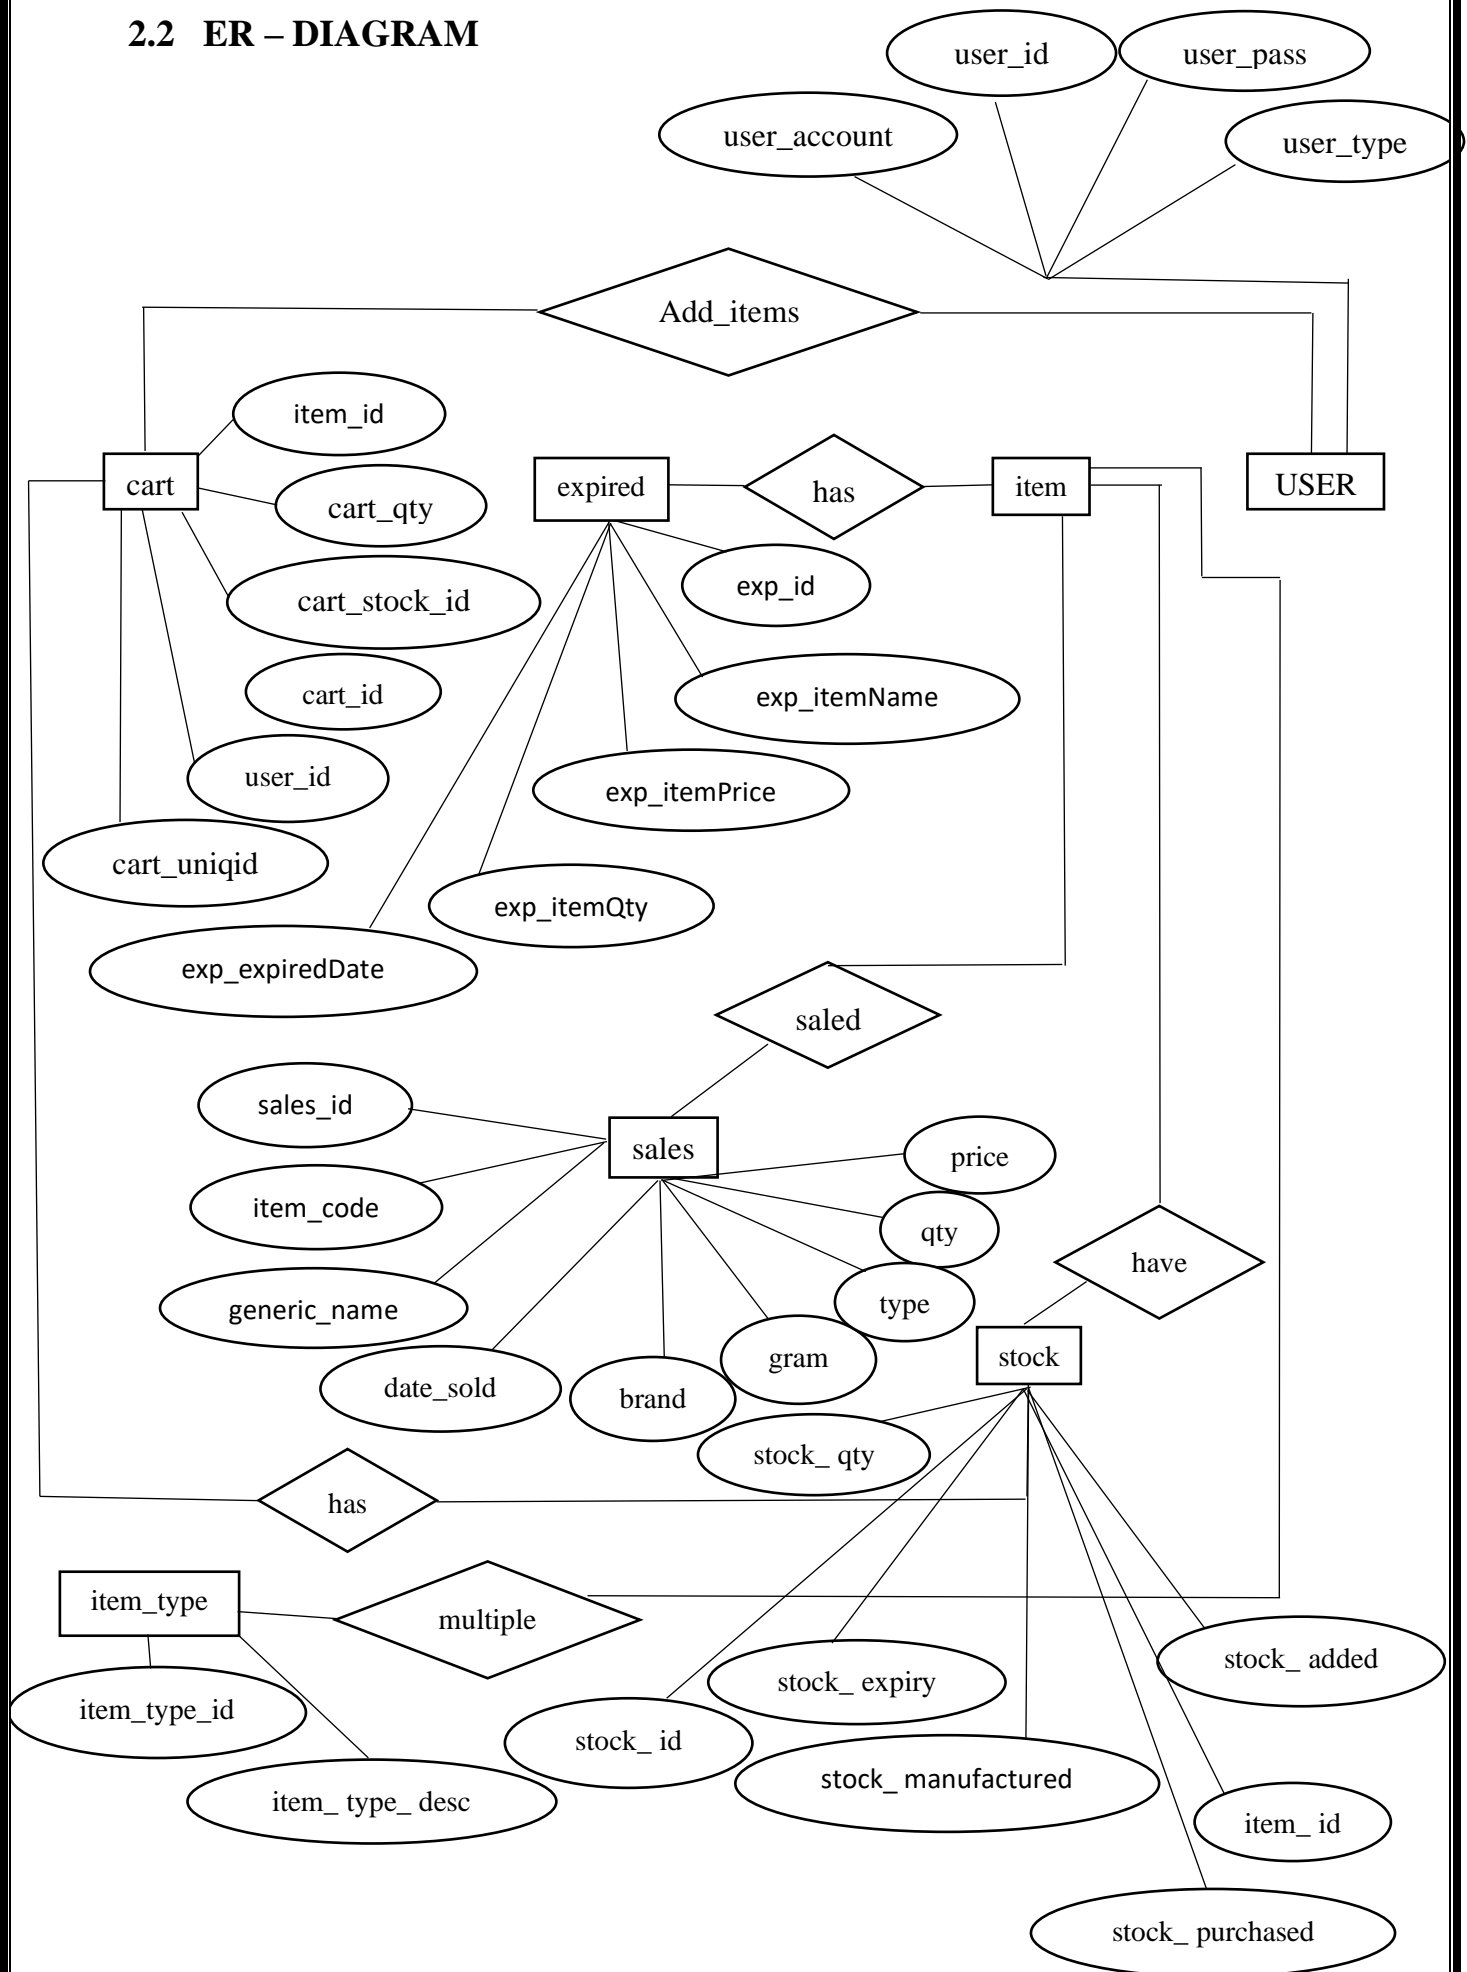 2.2 ER – DIAGRAM
user_id
user_pass
user_account
user_type
Add_items
item_id
cart
expired
has
item
USER
cart_qty
exp_id
cart_stock_id
cart_id
exp_itemName
user_id
exp_itemPrice
cart_uniqid
exp_itemQty
exp_expiredDate
saled
sales_id
sales
price
item_code
qty
have
generic_name
type
gram
stock
date_sold
brand
stock_ qty
has
item_type
multiple
stock_ added
stock_ expiry
item_type_id
stock_ id
stock_ manufactured
item_ type_ desc
item_ id
stock_ purchased